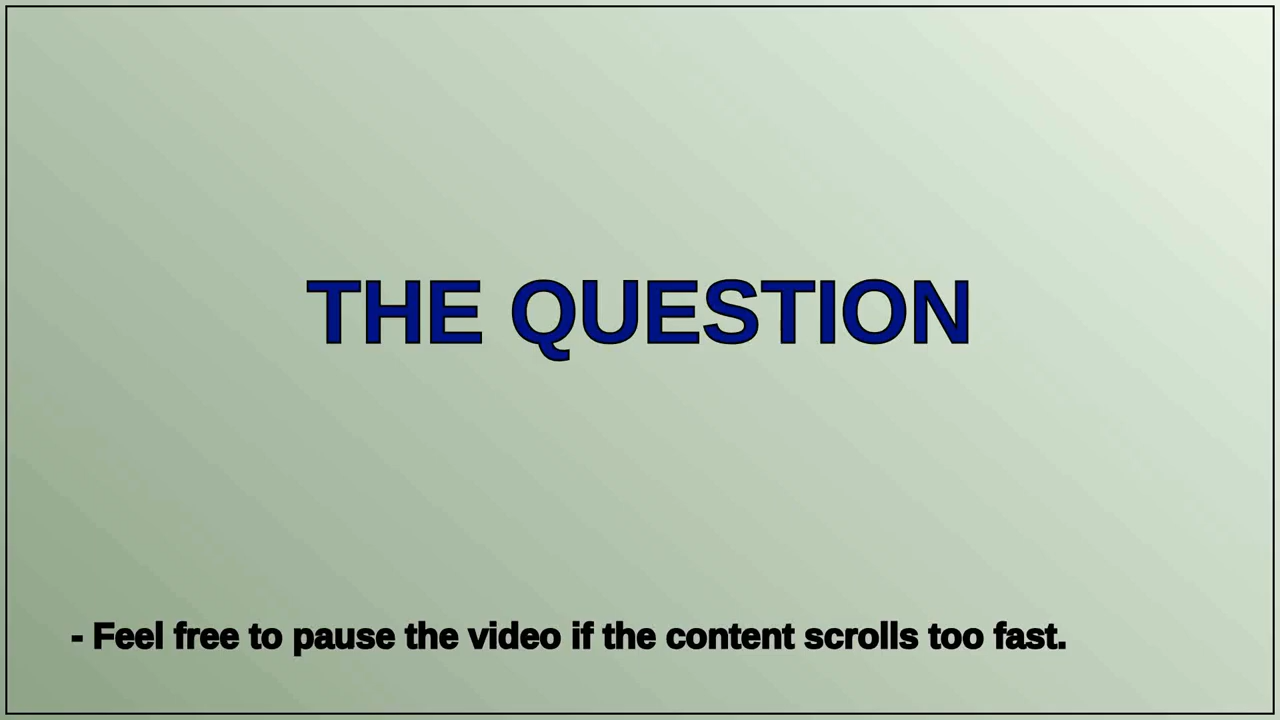 THE QUESTION
- Feel free to pause the video if the content scrolls too fast.